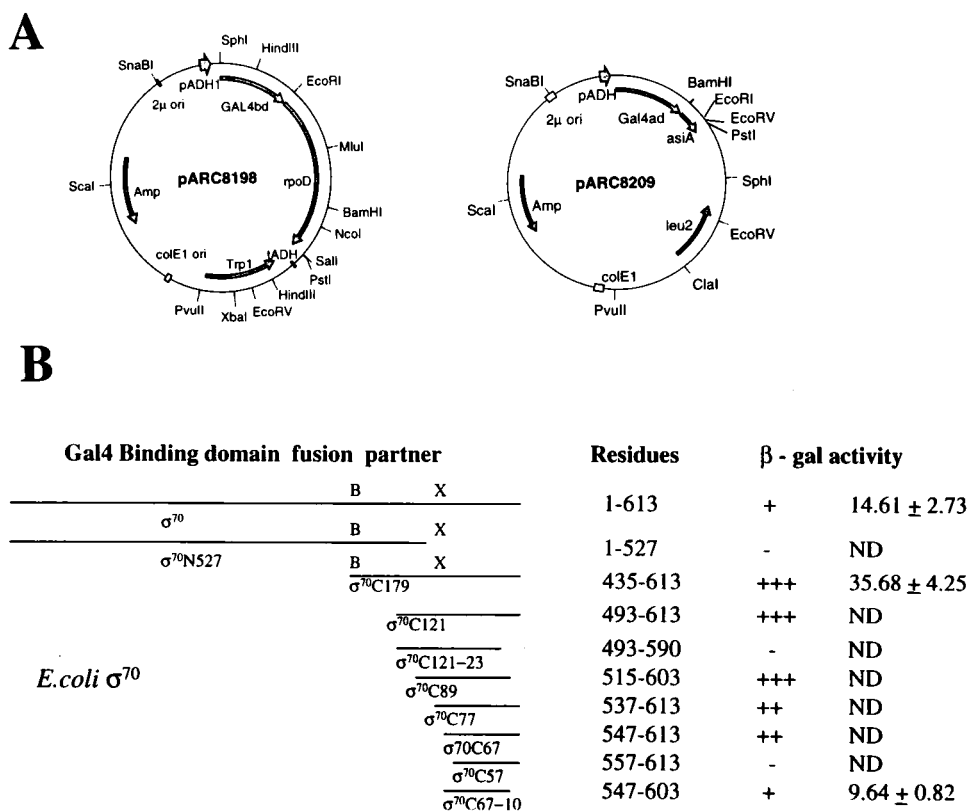 A
SphI
HindIII
SnaBI
pADH1
EcoRI
2μ ori
GAL4bd
MluI
ScaI
Amp
pARC8198
rpoD
BamHI
NcoI
colE1 ori
Trp1
tADH
SalI
PstI
HindIII
PvuII
EcoRV
XbaI
SnaBI
pADH
BamHI
EcoRI
2μ ori
Gal4ad
EcoRV
asiA
PstI
ScaI
Amp
pARC8209
SphI
leu2
EcoRV
colE1
ClaI
PvuII
B
Gal4 Binding domain fusion partner Residues β - gal activity
B X
1-613 + 14.61 ± 2.73
σ70 B X
1-527 - ND
σ70N527 B X
σ70C179 435-613 +++ 35.68 ± 4.25
σ70C121 493-613 +++ ND
σ70C121–23 493-590 - ND
E.coli σ70
σ70C89 515-603 +++ ND
σ70C77 537-613 ++ ND
σ70C67 547-613 ++ ND
σ70C57 557-613 - ND
σ70C67–10 547-603 + 9.64 ± 0.82